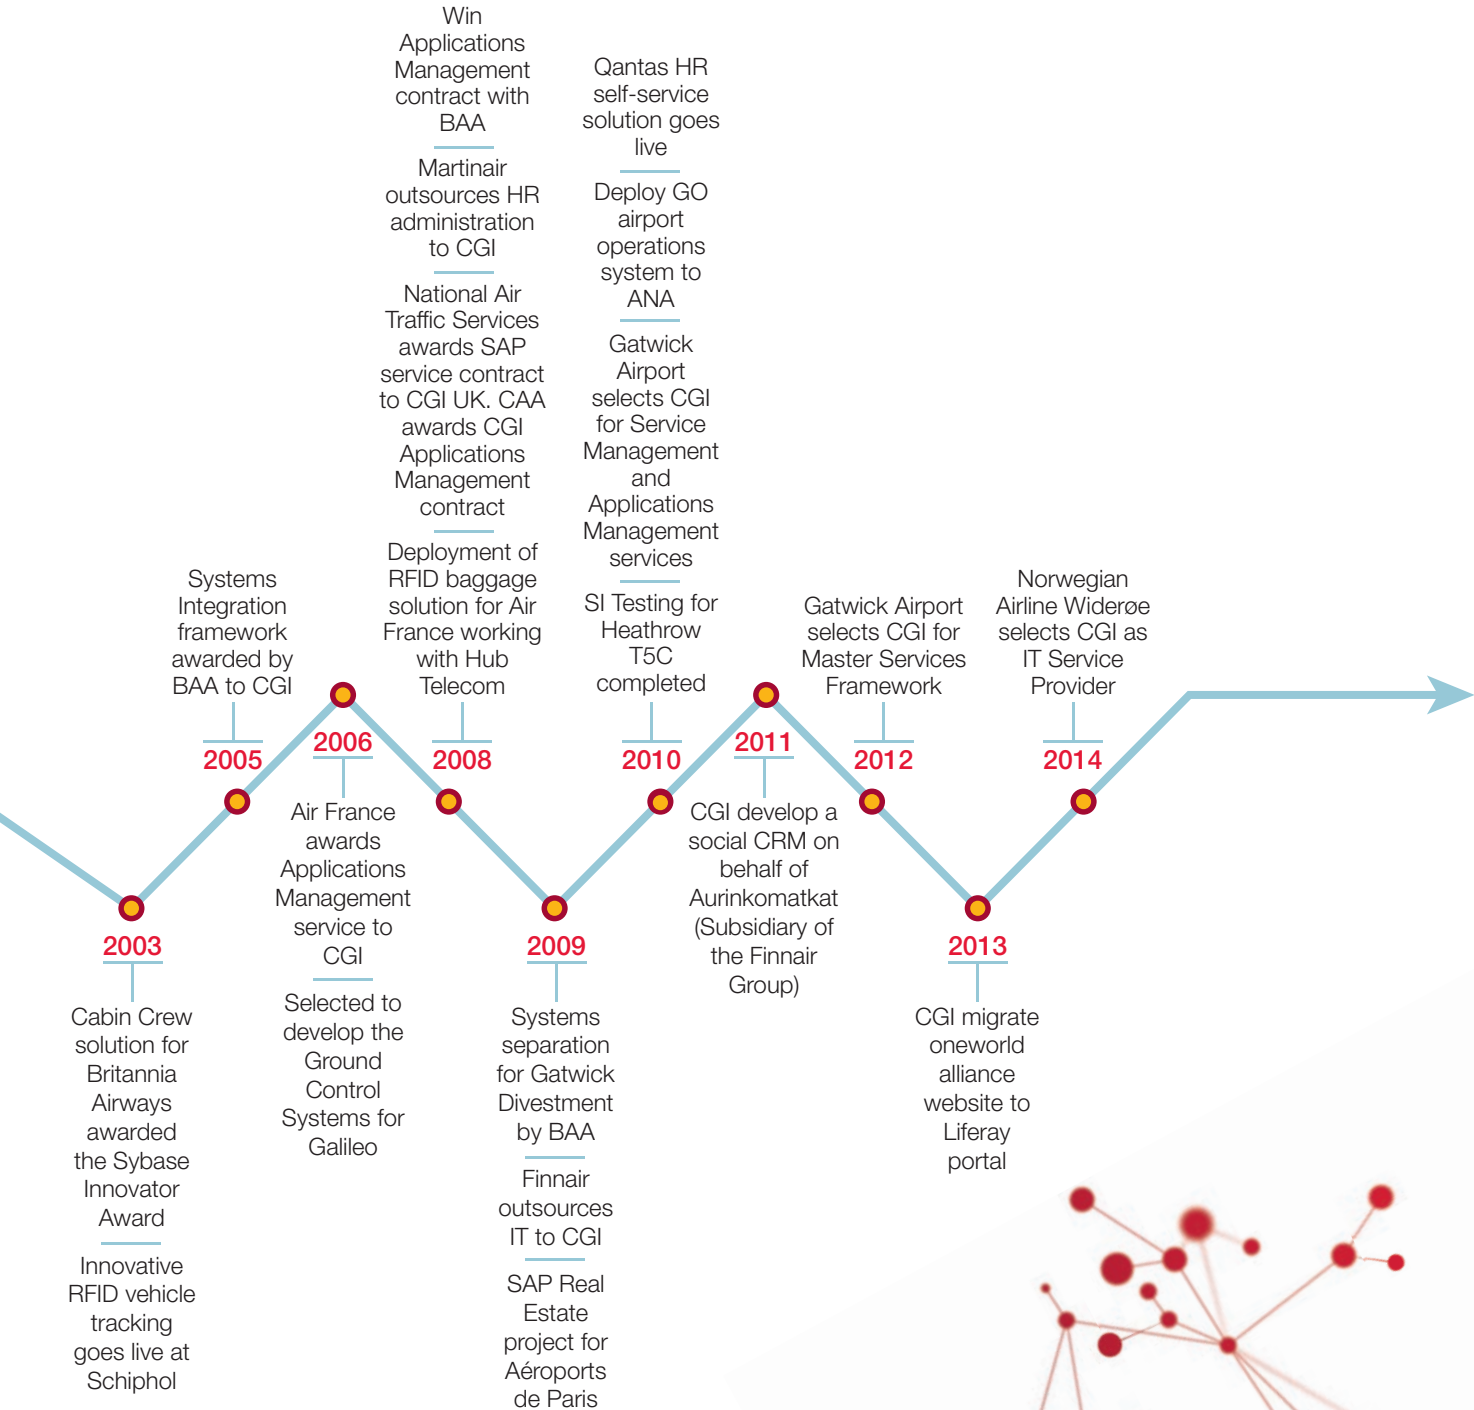 Win
Applications
Management
contract with
BAA
Martinair
outsources HR
administration
to CGI
National Air
Traffic Services
awards SAP
service contract
to CGI UK. CAA
awards CGI
Applications
Management
contract
Deployment of
RFID baggage
solution for Air
France working
with Hub
Telecom
Qantas HR
self-service
solution goes
live
Deploy GO
airport
operations
system to
ANA
Gatwick
Airport
selects CGI
for Service
Management
and
Applications
Management
services
SI Testing for
Heathrow
T5C
completed
Systems
Integration
framework
awarded by
BAA to CGI
Gatwick Airport
selects CGI for
Master Services
Framework
Norwegian
Airline Widerøe
selects CGI as
IT Service
Provider
2005
2006
2008
2010
2011
2012
2014
Air France
awards
Applications
Management
service to
CGI
Selected to
develop the
Ground
Control
Systems for
Galileo
CGI develop a
social CRM on
behalf of
Aurinkomatkat
(Subsidiary of
the Finnair
Group)
2003
2009
2013
Cabin Crew
solution for
Britannia
Airways
awarded
the Sybase
Innovator
Award
Innovative
RFID vehicle
tracking
goes live at
Schiphol
Systems
separation
for Gatwick
Divestment
by BAA
Finnair
outsources
IT to CGI
SAP Real
Estate
project for
Aéroports
de Paris
CGI migrate
oneworld
alliance
website to
Liferay
portal